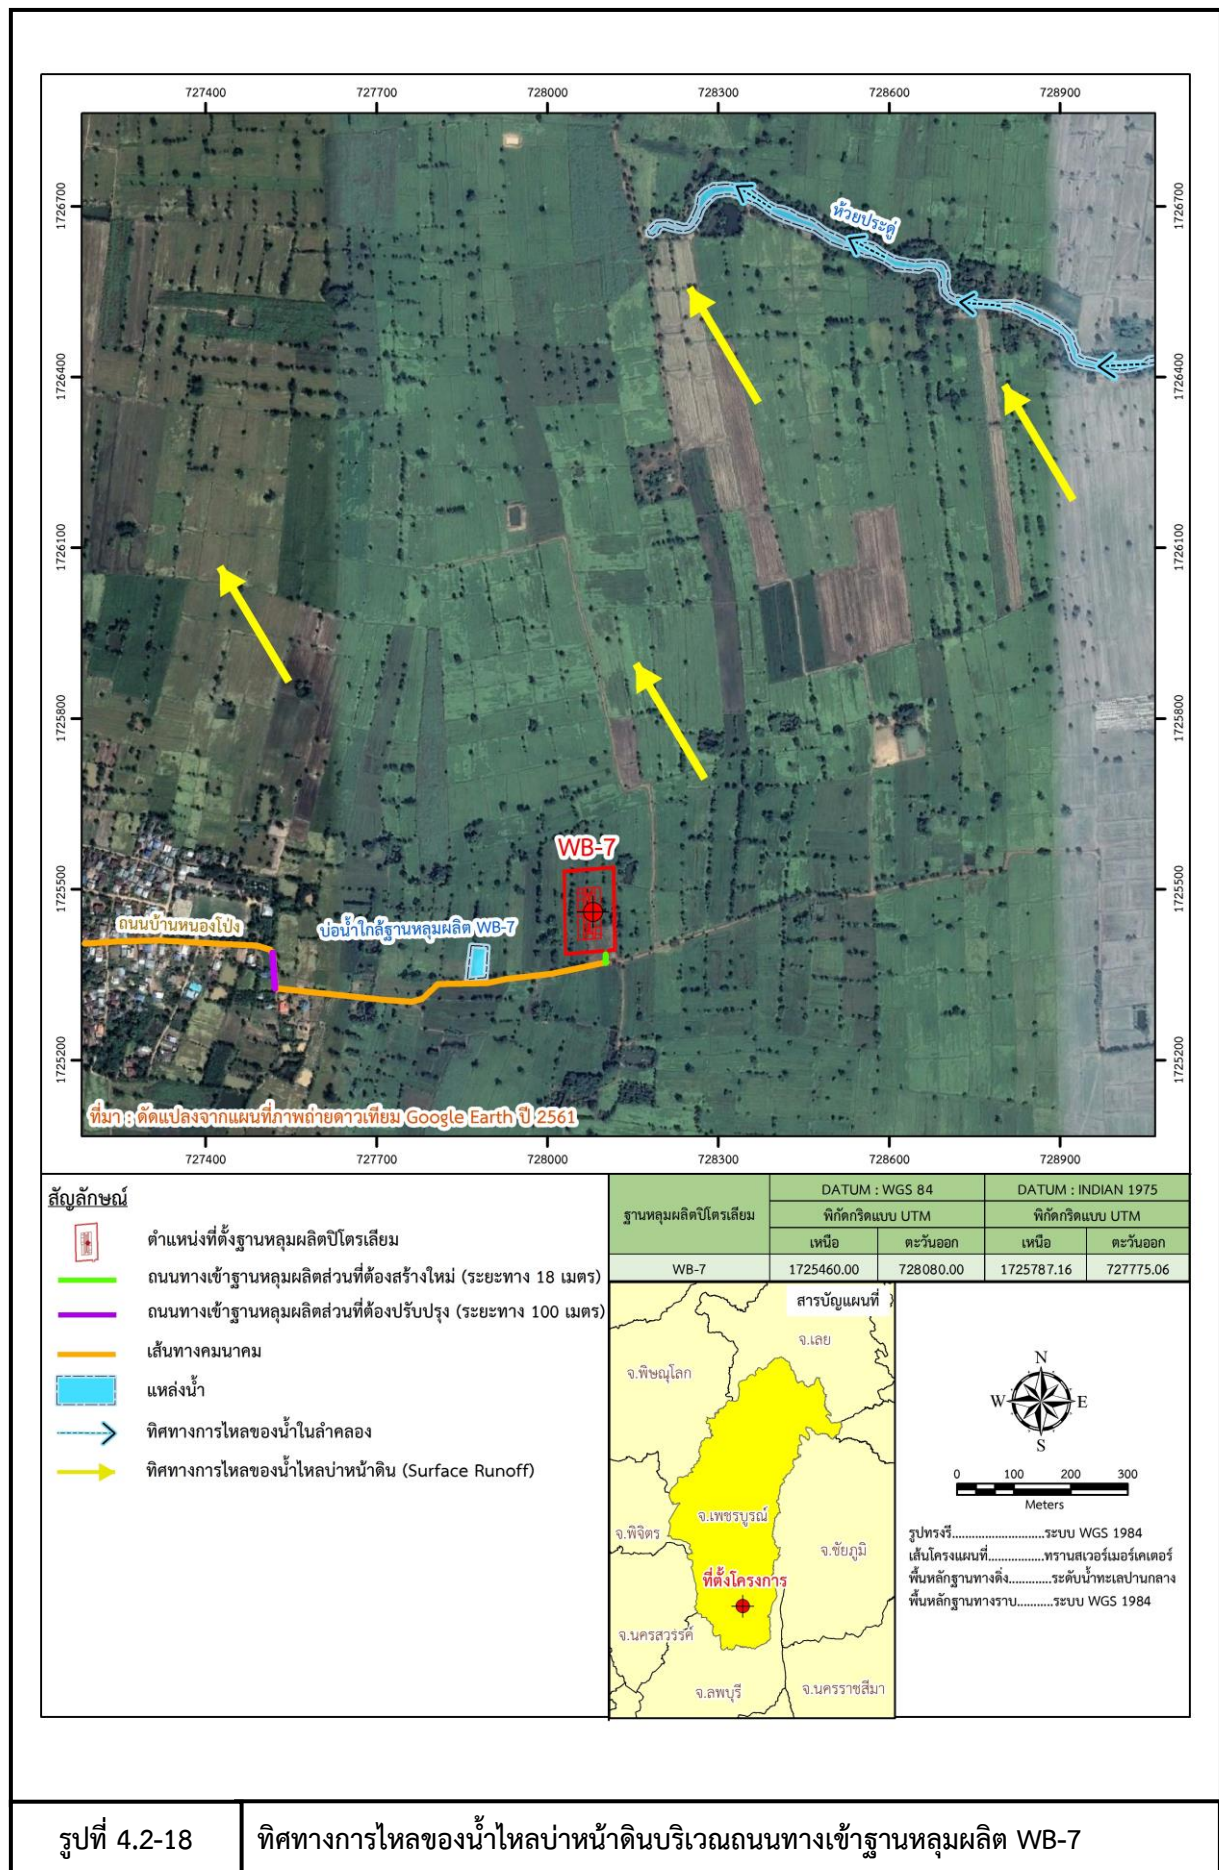 727400 727700 728000 728300 728600 728900
1726700 1726700
ห้วยประดู่
1726400 1726400
1726100 1726100
1725800 1725800
WB-7
1725500 1725500
ถนนบ้านหนองโป่ง
บ่อน้ำใกล้ฐานหลุมผลิต WB-7
1725200 1725200
ที่มา : ดัดแปลงจากแผนที่ภาพถ่ายดาวเทียม Google Earth ปี 2561
727400 727700 728000 728300 728600 728900
สัญลักษณ์
ตำแหน่งที่ตั้งฐานหลุมผลิตปิโตรเลียม
ถนนทางเข้าฐานหลุมผลิตส่วนที่ต้องสร้างใหม่ (ระยะทาง 18 เมตร)
ถนนทางเข้าฐานหลุมผลิตส่วนที่ต้องปรับปรุง (ระยะทาง 100 เมตร)
เส้นทางคมนาคม
แหล่งน้ำ
ทิศทางการไหลของน้ำในลำคลอง
ทิศทางการไหลของน้ำไหลบ่าหน้าดิน (Surface Runoff)
ฐานหลุมผลิตปิโตรเลียม DATUM : WGS 84 DATUM : INDIAN 1975
พิกัดกริดแบบ UTM พิกัดกริดแบบ UTM
เหนือ ตะวันออก เหนือ ตะวันออก
WB-7 1725460.00 728080.00 1725787.16 727775.06
สารบัญแผนที่
จ.เลย
จ.พิษณุโลก
จ.เพชรบูรณ์
จ.พิจิตร
จ.ชัยภูมิ
ที่ตั้งโครงการ
จ.นครสวรรค์
จ.ลพบุรี
จ.นครราชสีมา
N
W E
S
0 100 200 300
Meters
รูปทรงรี............................ระบบ WGS 1984
เส้นโครงแผนที่.................ทรานสเวอร์เมอร์เคเตอร์
พื้นหลักฐานทางดิ่ง.............ระดับน้ำทะเลปานกลาง
พื้นหลักฐานทางราบ...........ระบบ WGS 1984
รูปที่ 4.2-18 ทิศทางการไหลของน้ำไหลบ่าหน้าดินบริเวณถนนทางเข้าฐานหลุมผลิต WB-7